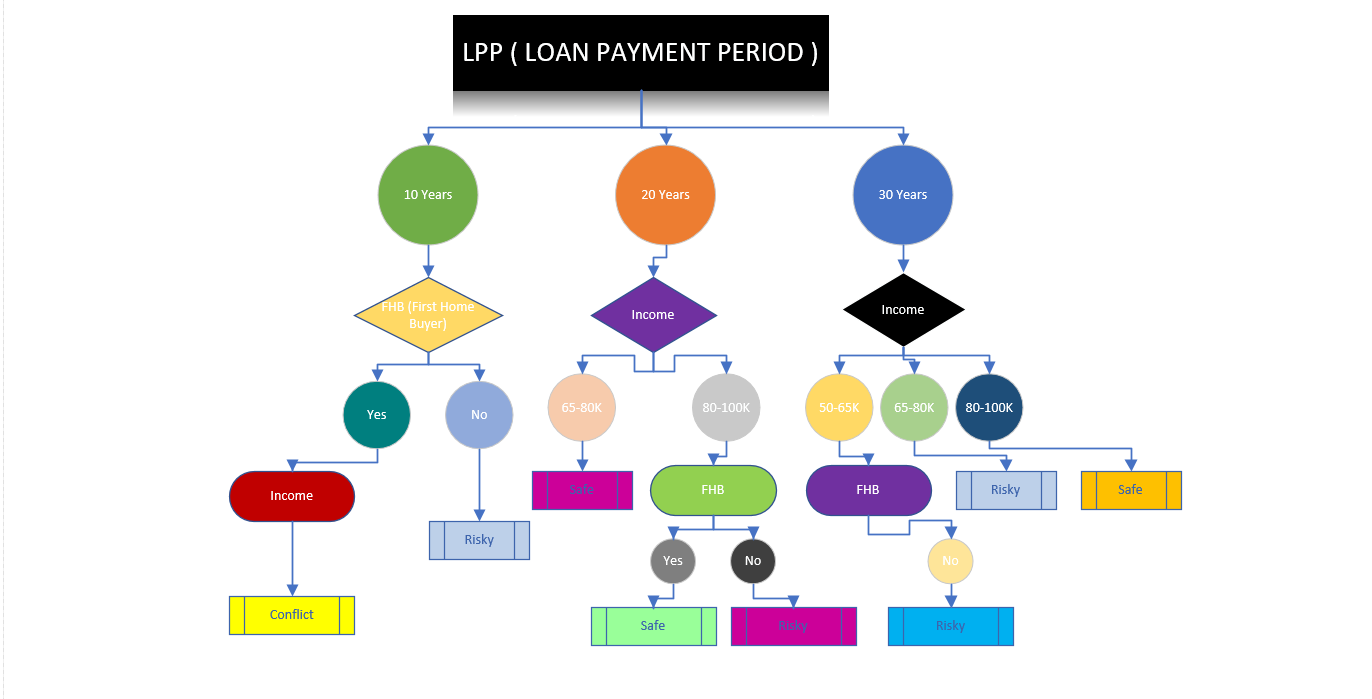 LPP ( LOAN PAYMENT PERIOD )
10 Years
20 Years
30 Years
FHB (First Home
Buyer)
Income
Income
Yes
No
65-80K
80-100K
50-65K
65-80K
80-100K
Income
Safe
FHB
FHB
Risky
Safe
Risky
Yes
No
No
Conflict
Safe
Risky
Risky